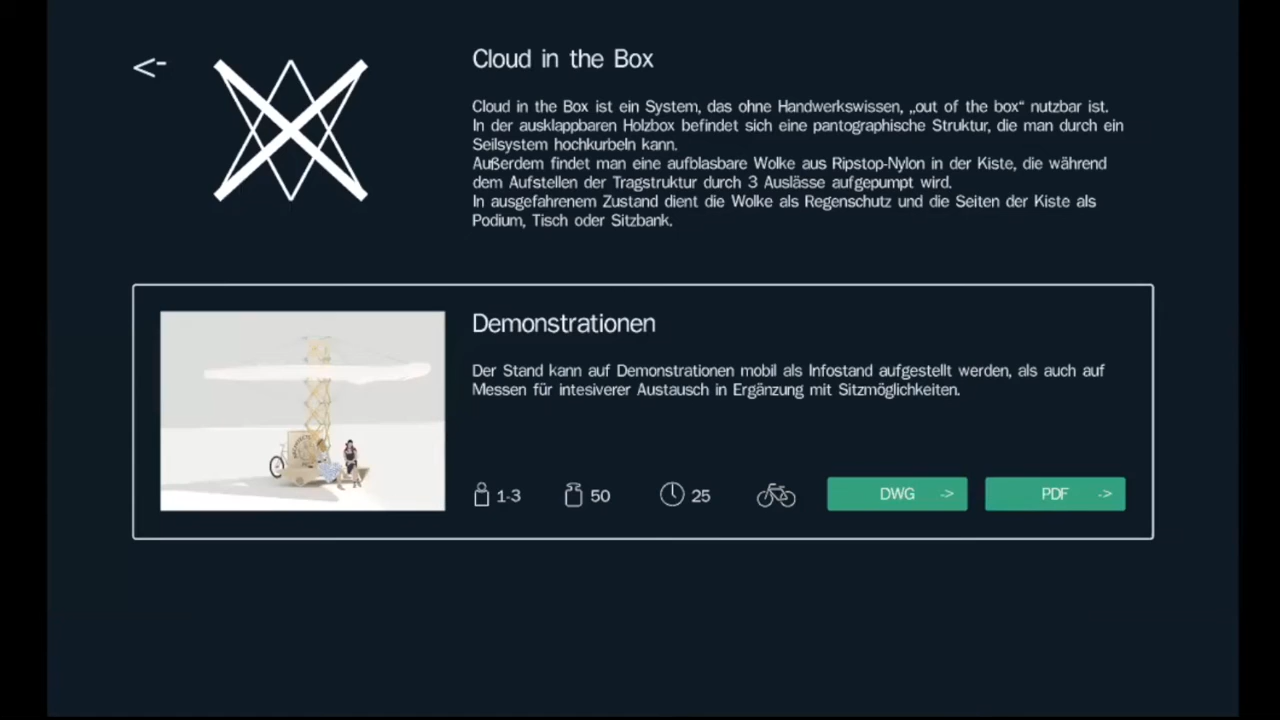 <-
Cloud in the Box
Cloud in the Box ist ein System, das ohne Handwerkswissen, „out of the box“ nutzbar ist.
In der ausklappbaren Holzbox befindet sich eine pantographische Struktur, die man durch ein
Seilsystem hochkurbeln kann.
Außerdem findet man eine aufblasbare Wolke aus Ripstop-Nylon in der Kiste, die während
dem Aufstellen der Tragstruktur durch 3 Auslässe aufgepumpt wird.
In ausgefahrenem Zustand dient die Wolke als Regenschutz und die Seiten der Kiste als
Podium, Tisch oder Sitzbank.
Demonstrationen
Der Stand kann auf Demonstrationen mobil als Infostand aufgestellt werden, als auch auf
Messen für intesiverer Austausch in Ergänzung mit Sitzmöglichkeiten.
1-3 50 25 DWG -> PDF ->